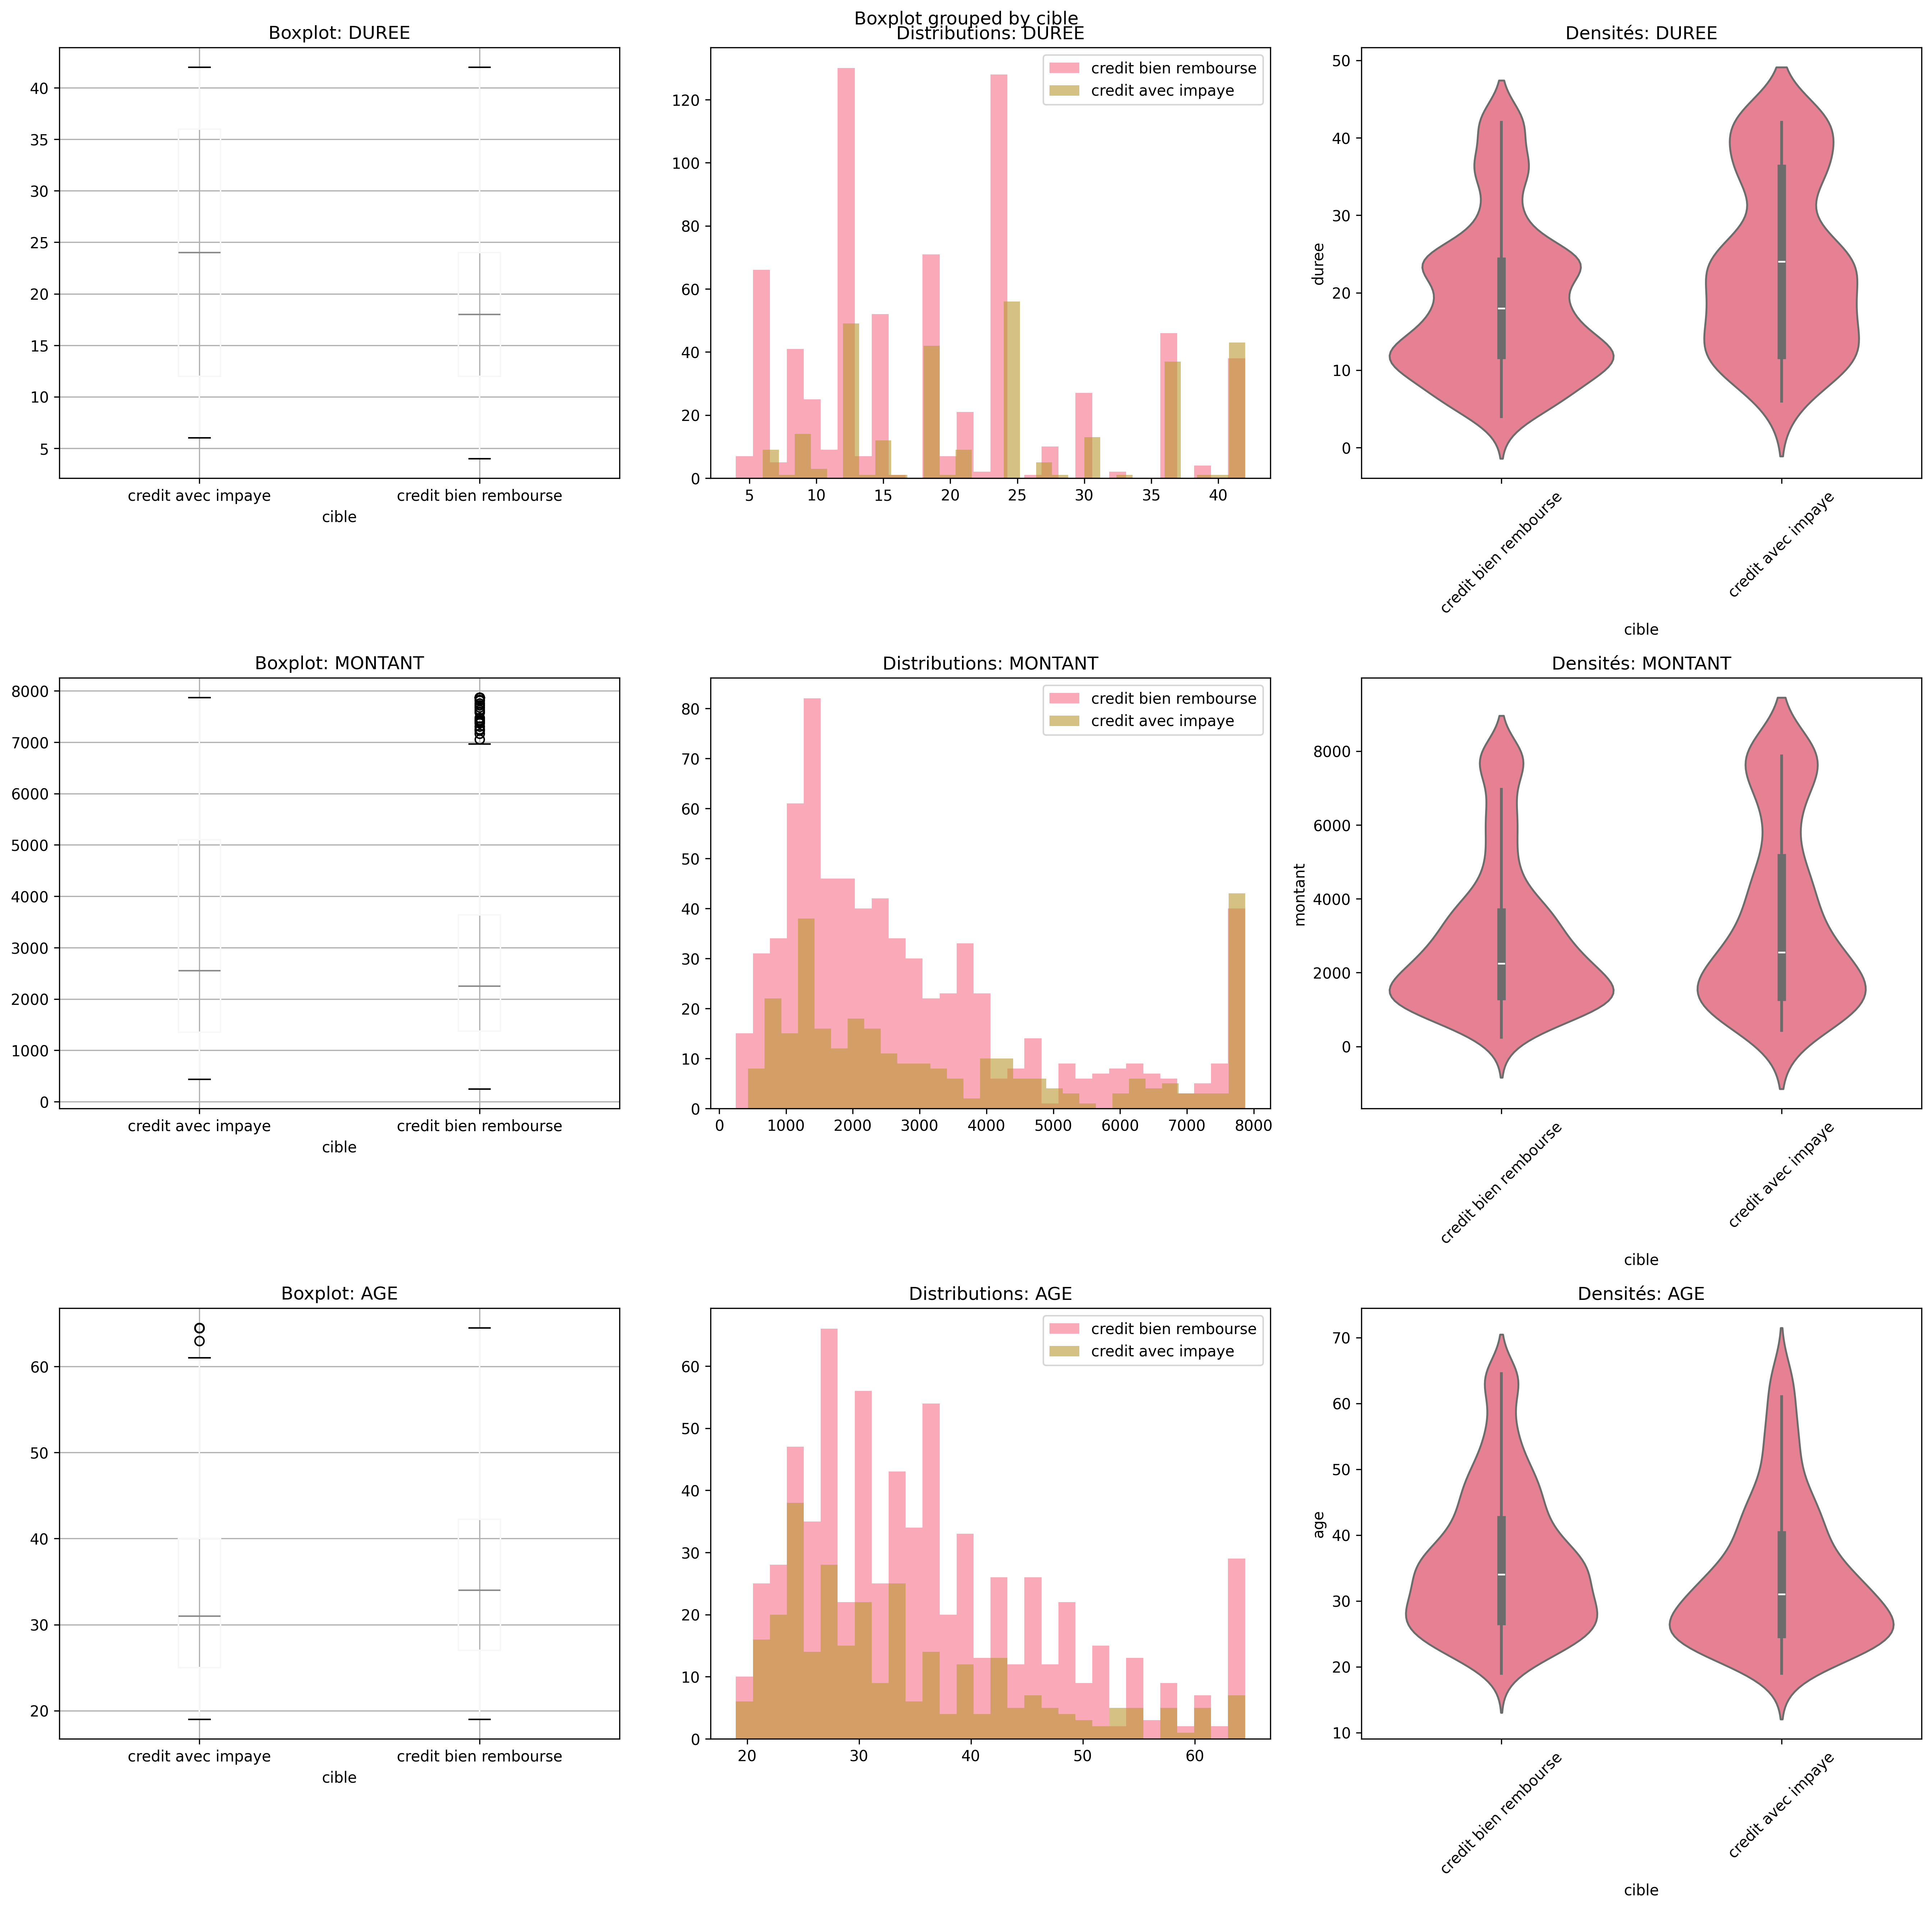 Boxplot grouped by cible
Boxplot: DUREE
40
35
30
25
20
15
10
5
credit avec impaye
credit bien rembourse
cible
Distributions: DUREE
credit bien rembourse
credit avec impaye
120
100
80
60
40
20
0
5
10
15
20
25
30
35
40
Densités: DUREE
duree
50
40
30
20
10
0
credit bien rembourse
credit avec impaye
cible
Boxplot: MONTANT
8000
7000
6000
5000
4000
3000
2000
1000
0
credit avec impaye
credit bien rembourse
cible
Distributions: MONTANT
credit bien rembourse
credit avec impaye
80
70
60
50
40
30
20
10
0
0
1000
2000
3000
4000
5000
6000
7000
8000
Densités: MONTANT
montant
8000
6000
4000
2000
0
credit bien rembourse
credit avec impaye
cible
Boxplot: AGE
60
50
40
30
20
credit avec impaye
credit bien rembourse
cible
Distributions: AGE
credit bien rembourse
credit avec impaye
60
50
40
30
20
10
0
20
30
40
50
60
Densités: AGE
age
70
60
50
40
30
20
10
credit bien rembourse
credit avec impaye
cible